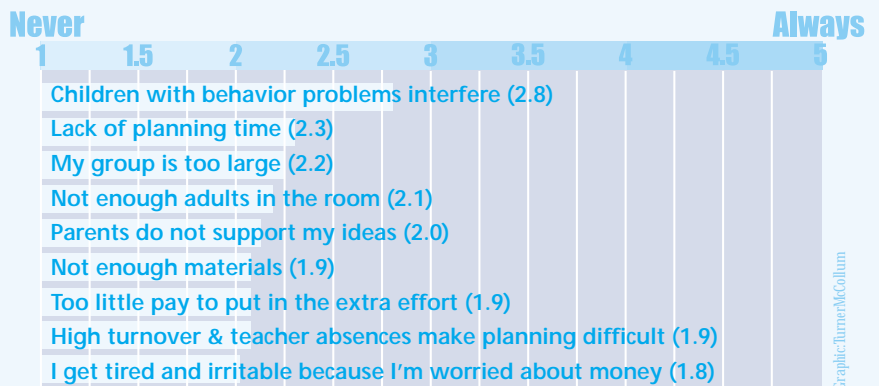 Never Always
1 1.5 2 2.5 3 3.5 4 4.5 5
Children with behavior problems interfere (2.8)
Lack of planning time (2.3)
My group is too large (2.2)
Not enough adults in the room (2.1)
Parents do not support my ideas (2.0)
Not enough materials (1.9)
Too little pay to put in the extra effort (1.9)
High turnover & teacher absences make planning difficult (1.9)
I get tired and irritable because I'm worried about money (1.8)
Graphic:TurnerMcCollum